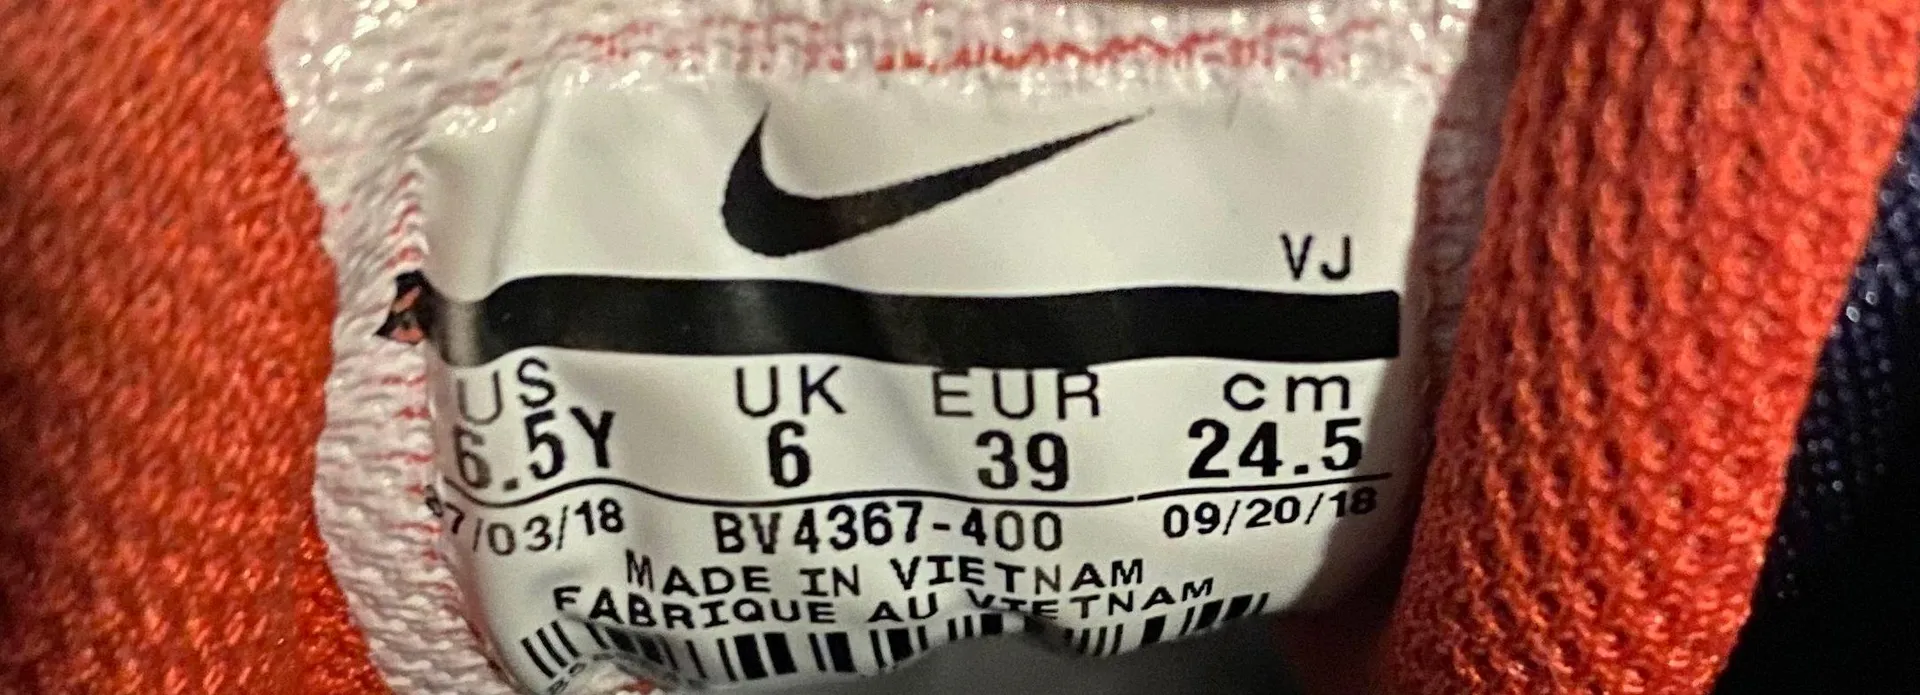 VJ
US UK EUR cm
6.5Y 6 39 24.5
07/03/18 BV4367-400 09/20/18
MADE IN VIETNAM
FABRIQUE AU VIETNAM